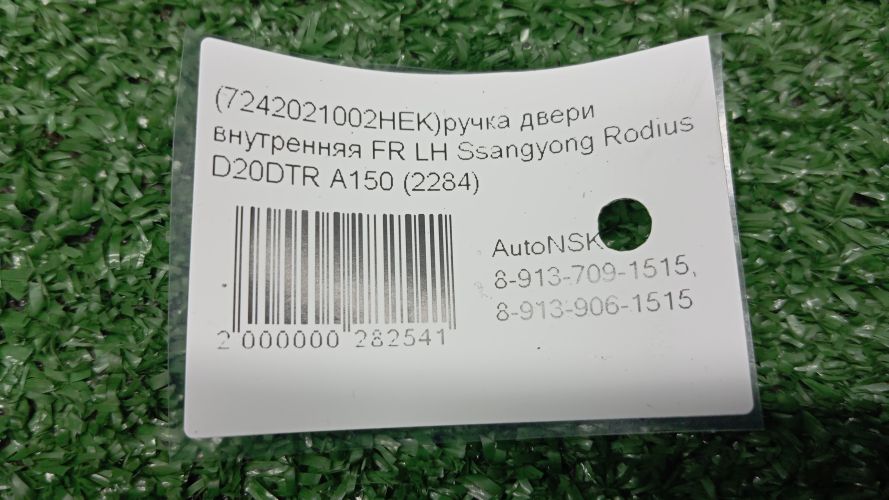 (7242021002HEK)ручка двери
внутренняя FR LH Ssangyong Rodius
D20DTR A150 (2284)
AutoNSK
8-913-709-1515,
8-913-906-1515
2 000000 282541